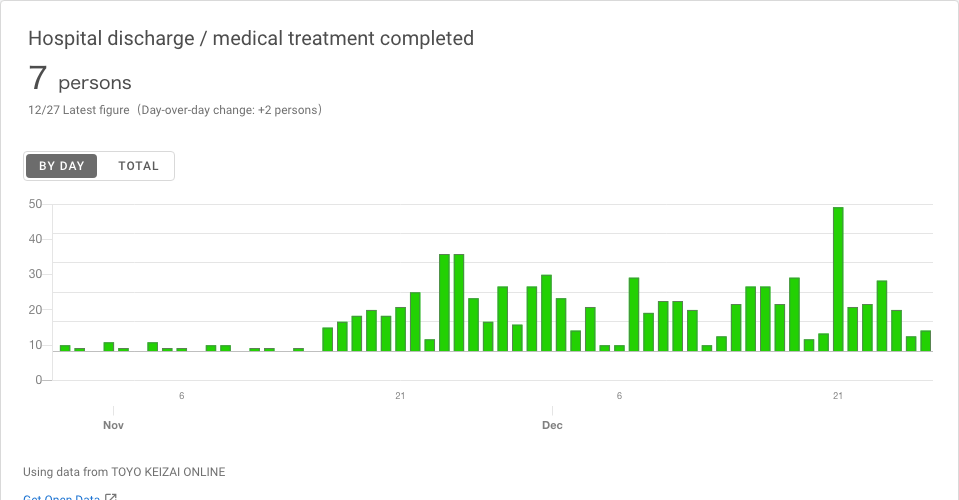 Hospital discharge / medical treatment completed
7 persons
12/27 Latest figure (Day-over-day change: +2 persons)
BY DAY TOTAL
50
40
30
20
10
0
6 21 6 21
Nov Dec
Using data from TOYO KEIZAI ONLINE
Get Open Data